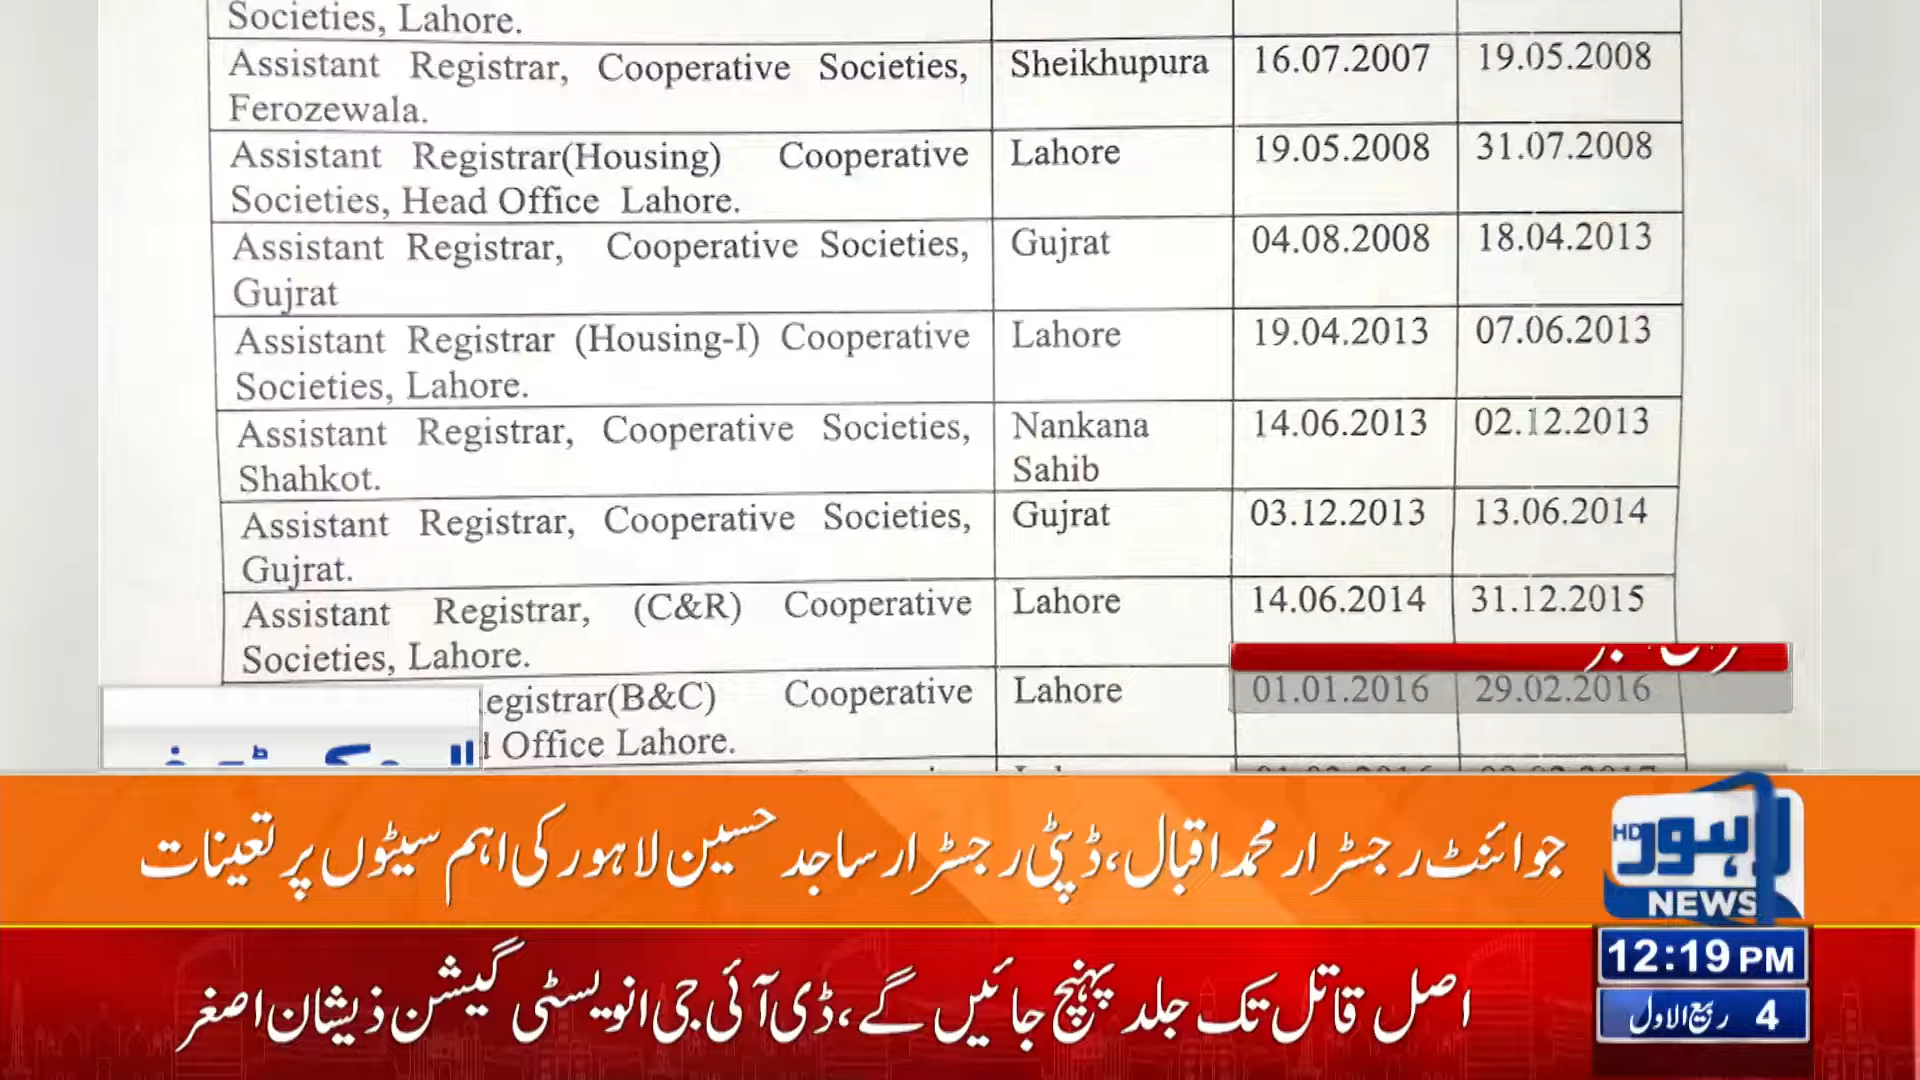 Societies, Lahore.
Assistant Registrar, Cooperative Societies, Sheikhupura 16.07.2007 19.05.2008
Ferozewala.
Assistant Registrar(Housing) Cooperative Lahore 19.05.2008 31.07.2008
Societies, Head Office Lahore.
Assistant Registrar, Cooperative Societies, Gujrat 04.08.2008 18.04.2013
Gujrat
Assistant Registrar (Housing-I) Cooperative Lahore 19.04.2013 07.06.2013
Societies, Lahore.
Assistant Registrar, Cooperative Societies, Nankana 14.06.2013 02.12.2013
Shahkot. Sahib
Assistant Registrar, Cooperative Societies, Gujrat 03.12.2013 13.06.2014
Gujrat.
Assistant Registrar, (C&R) Cooperative Lahore 14.06.2014 31.12.2015
Societies, Lahore.
egistrar(B&C) Cooperative Lahore 01.01.2016 29.02.2016
Office Lahore.
جوائنٹ رجسٹرار محمد اقبال، ڈپٹی رجسٹرار ساجد حسین لاہور کی اہم سیٹوں پر تعینات
لاہور HD
NEWS
اصل قاتل تک جلد پہنچ جائیں گے، ڈی آئی جی انویسٹی گیشن ذیشان اصغر
12:19 PM
4 ربیع الاول